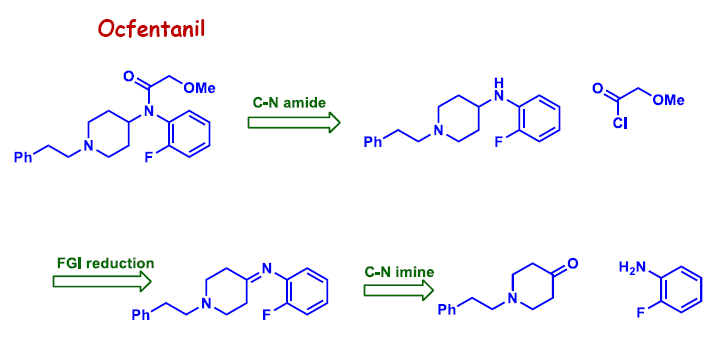 Ocfentanil
O
OMe
N
C-N amide
N
Ph
F
H
N
N
Ph
F
O
OMe
Cl
FGI reduction
N
N
Ph
F
C-N imine
O
N
Ph
H₂N
F